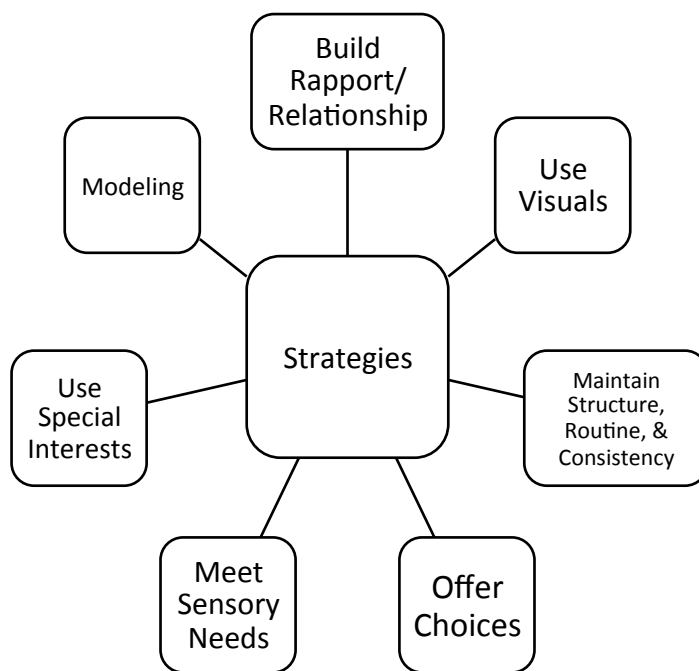 Build
Rapport/
Relationship
Use
Visuals
Maintain
Structure,
Routine, &
Consistency
Offer
Choices
Meet
Sensory
Needs
Use
Special
Interests
Modeling
Strategies